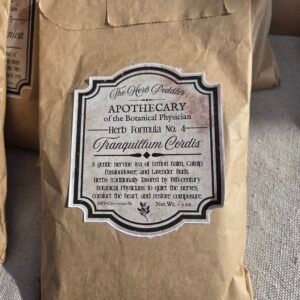 The Herb Peddler
APOTHECARY
of the Botanical Physician
Herb Formula No. 4
Tranquillum Cordis
A gentle nervine tea of Lemon Balm, Catnip
Passionflower and Lavender Buds.
Herbs traditionally favored by 19th-century
Botanical Physicians to quiet the nerves,
comfort the heart, and restore composure.
Net Wt. - 1 oz.